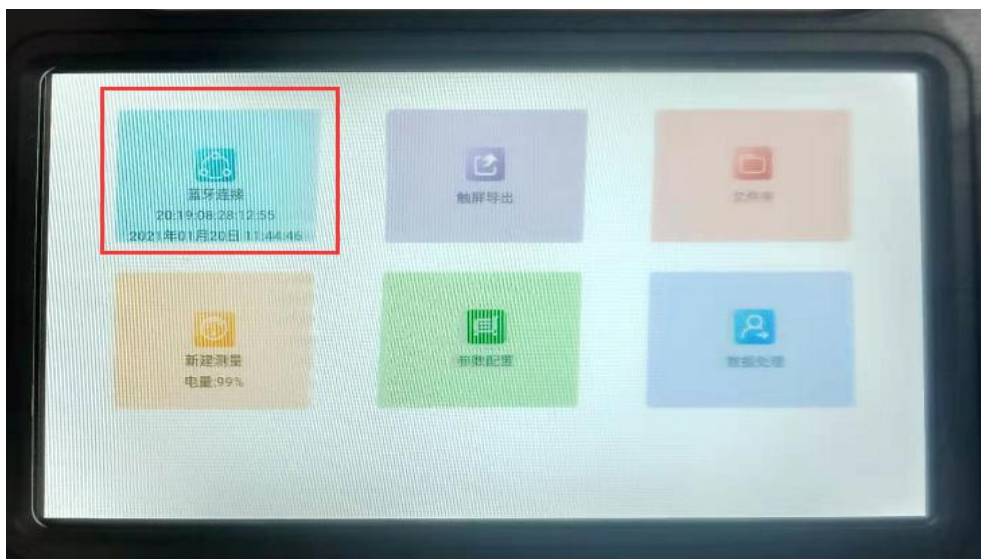 蓝牙连接
20:19:08:28:12:55
2021年01月20日 11:44:46
触屏导出
文件夹
新建测量
电量:99%
参数配置
数据处理